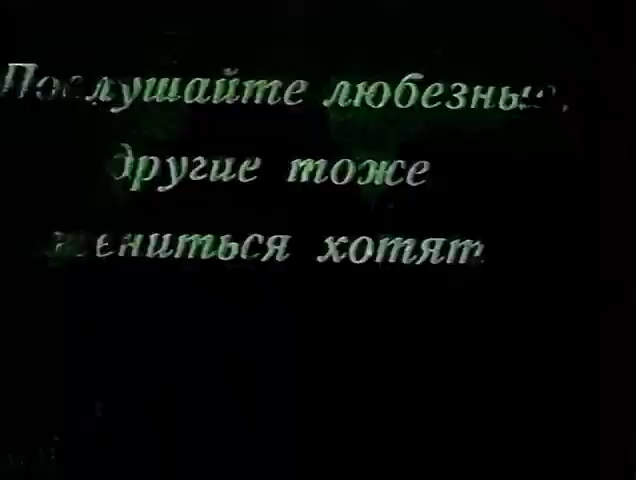 Послушайте любезные,
другие тоже
жениться хотят